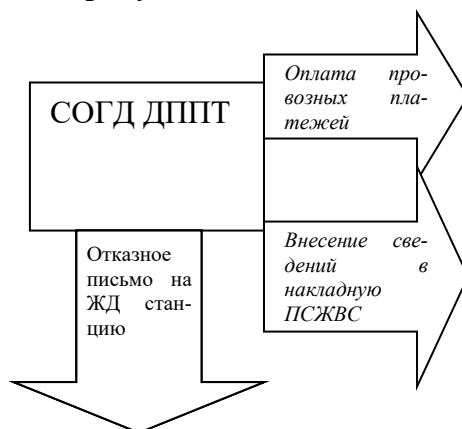 СОГД ДППТ
Оплата про-
возных пла-
тежей
Внесение све-
дений в
накладную
ПСЖВС
Отказное
письмо на
ЖД стан-
цию